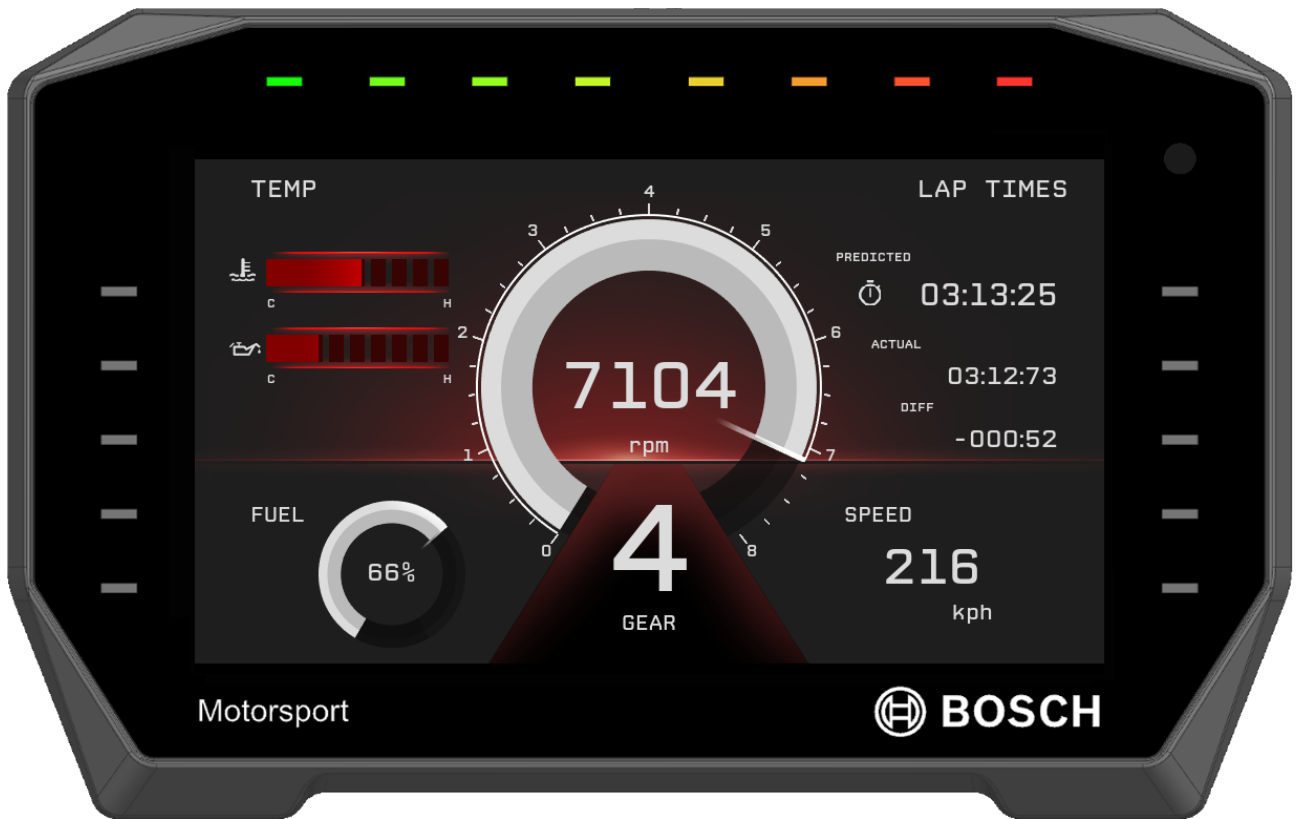 TEMP
LAP TIMES
C H
C H
0
1
2
3
4
5
6
7
8
7104
rpm
PREDICTED
03:13:25
ACTUAL
03:12:73
DIFF
-000:52
FUEL
66%
4
GEAR
SPEED
216
kph
Motorsport
BOSCH